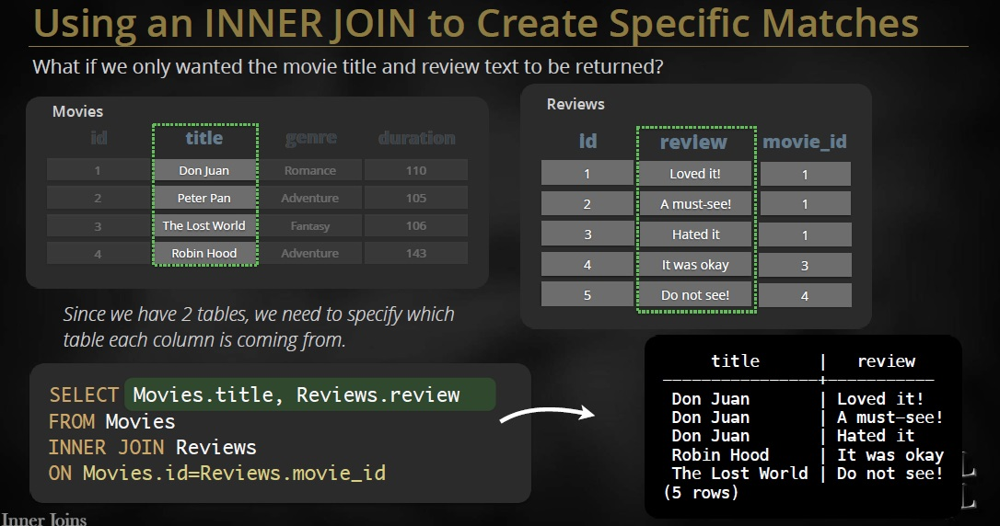 Using an INNER JOIN to Create Specific Matches
What if we only wanted the movie title and review text to be returned?
Movies
id title genre duration
1 Don Juan Romance 110
2 Peter Pan Adventure 105
3 The Lost World Fantasy 106
4 Robin Hood Adventure 143
Reviews
Id review movie_id
1 Loved it! 1
2 A must-see! 1
3 Hated it 1
4 It was okay 3
5 Do not see! 4
Since we have 2 tables, we need to specify which
table each column is coming from.
SELECT Movies.title, Reviews.review
FROM Movies
INNER JOIN Reviews
ON Movies.id=Reviews.movie_id
title | review
Don Juan | Loved it!
Don Juan | A must-see!
Don Juan | Hated it
Robin Hood | It was okay
The Lost World | Do not see!
(5 rows)
Inner Joins